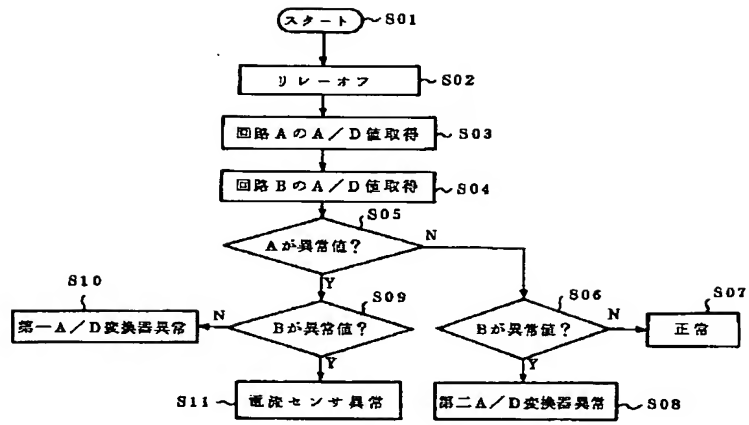 スタート S01
リレーオフ S02
回路AのA/D値取得 S03
回路BのA/D値取得 S04
S05
Aが異常値?
N
Y
S10
第一A/D変換器異常
N
S09
Bが異常値?
Y
S06
Bが異常値?
N
Y
S07
正常
S11 電流センサ異常
第二A/D変換器異常 S08